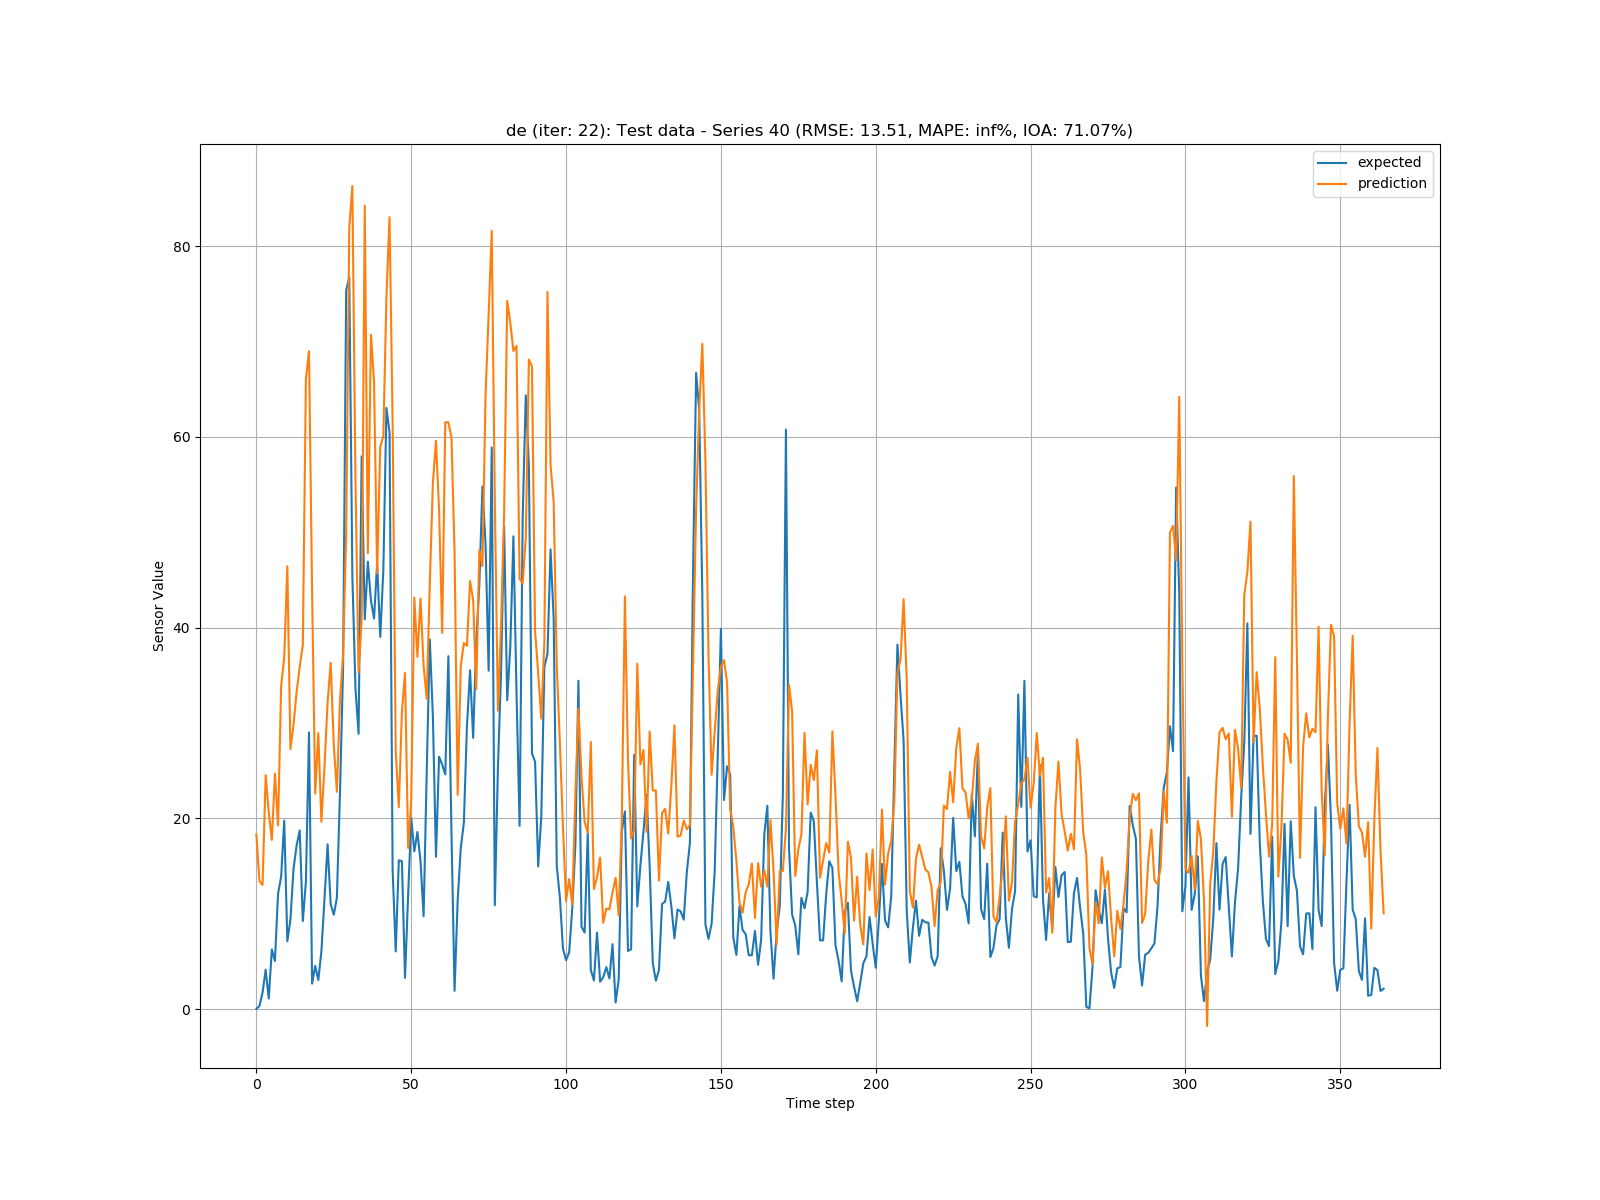 de (iter: 22): Test data - Series 40 (RMSE: 13.51, MAPE: inf%, IOA: 71.07%)
expected
prediction
80
60
40
20
0
Sensor Value
0 50 100 150 200 250 300 350
Time step